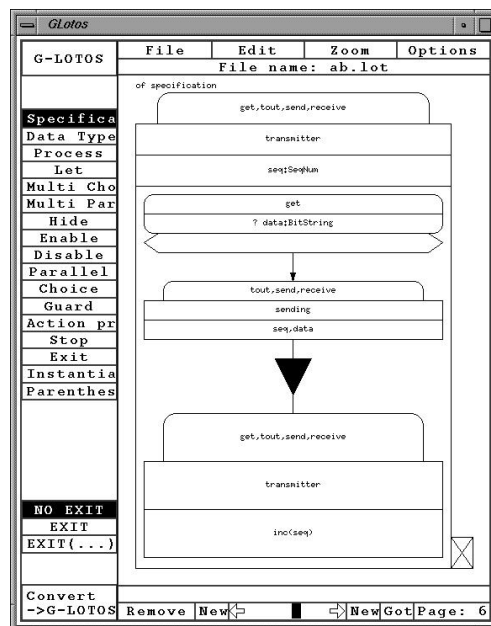 GLotos
G-LOTOS
File Edit Zoom Options
File name: ab.lot
Specifica
Data Type
Process
Let
Multi Cho
Multi Par
Hide
Enable
Disable
Parallel
Choice
Guard
Action pr
Stop
Exit
Instantia
Parenthes
NO EXIT
EXIT
EXIT(...)
Convert
->G-LOTOS
of specification
get,tout,send,receive
transmitter
seq:SeqNum
get
? data:BitString
tout,send,receive
sending
seq,data
get,tout,send,receive
transmitter
inc(seq)
Remove New New Got Page: 6